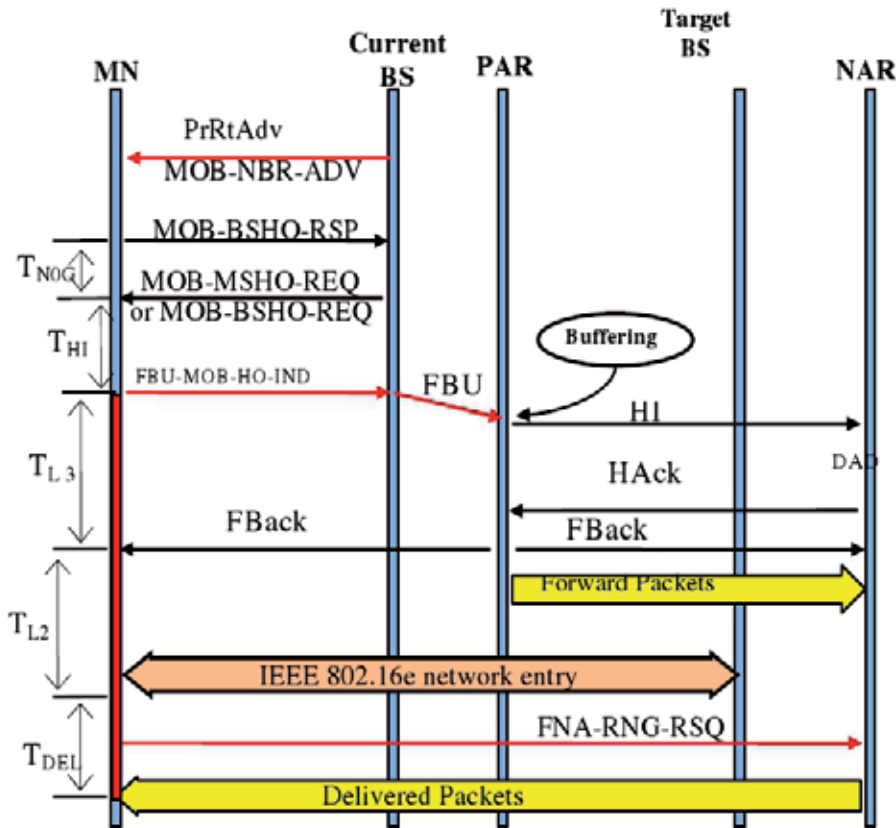 Target
BS
Current
BS
MN
PAR
NAR
PrRtAdv
MOB-NBR-ADV
MOB-BSHO-RSP
TN0G
MOB-MSHO-REQ
or MOB-BSHO-REQ
THI
Buffering
FBU-MOB-HO-IND
FBU
HI
DAD
TL 3
HAck
FBack
FBack
Forward Packets
TL2
IEEE 802.16e network entry
FNA-RNG-RSQ
TDEL
Delivered Packets